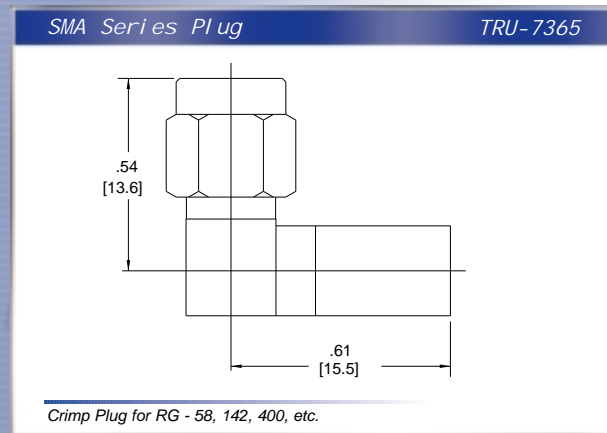 SMA Series Plug TRU-7365
.54
[13.6]
.61
[15.5]
Crimp Plug for RG - 58, 142, 400, etc.